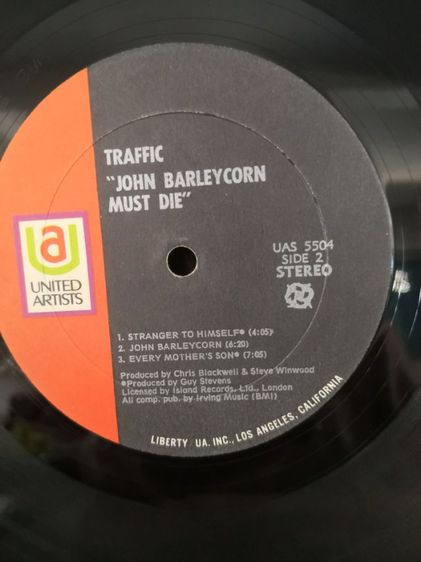 TRAFFIC
"JOHN BARLEYCORN
MUST DIE"
ua
UNITED
ARTISTS
UAS 5504
SIDE 2
STEREO
1. STRANGER TO HIMSELF● (4:05)
2. JOHN BARLEYCORN (6:20)
3. EVERY MOTHER'S SON● (7:05)
Produced by Chris Blackwell & Steve Winwood
●Produced by Guy Stevens
Licensed by Island Records, Ltd., London
All comp. pub. by Irving Music (BMI)
LIBERTY/UA. INC., LOS ANGELES, CALIFORNIA